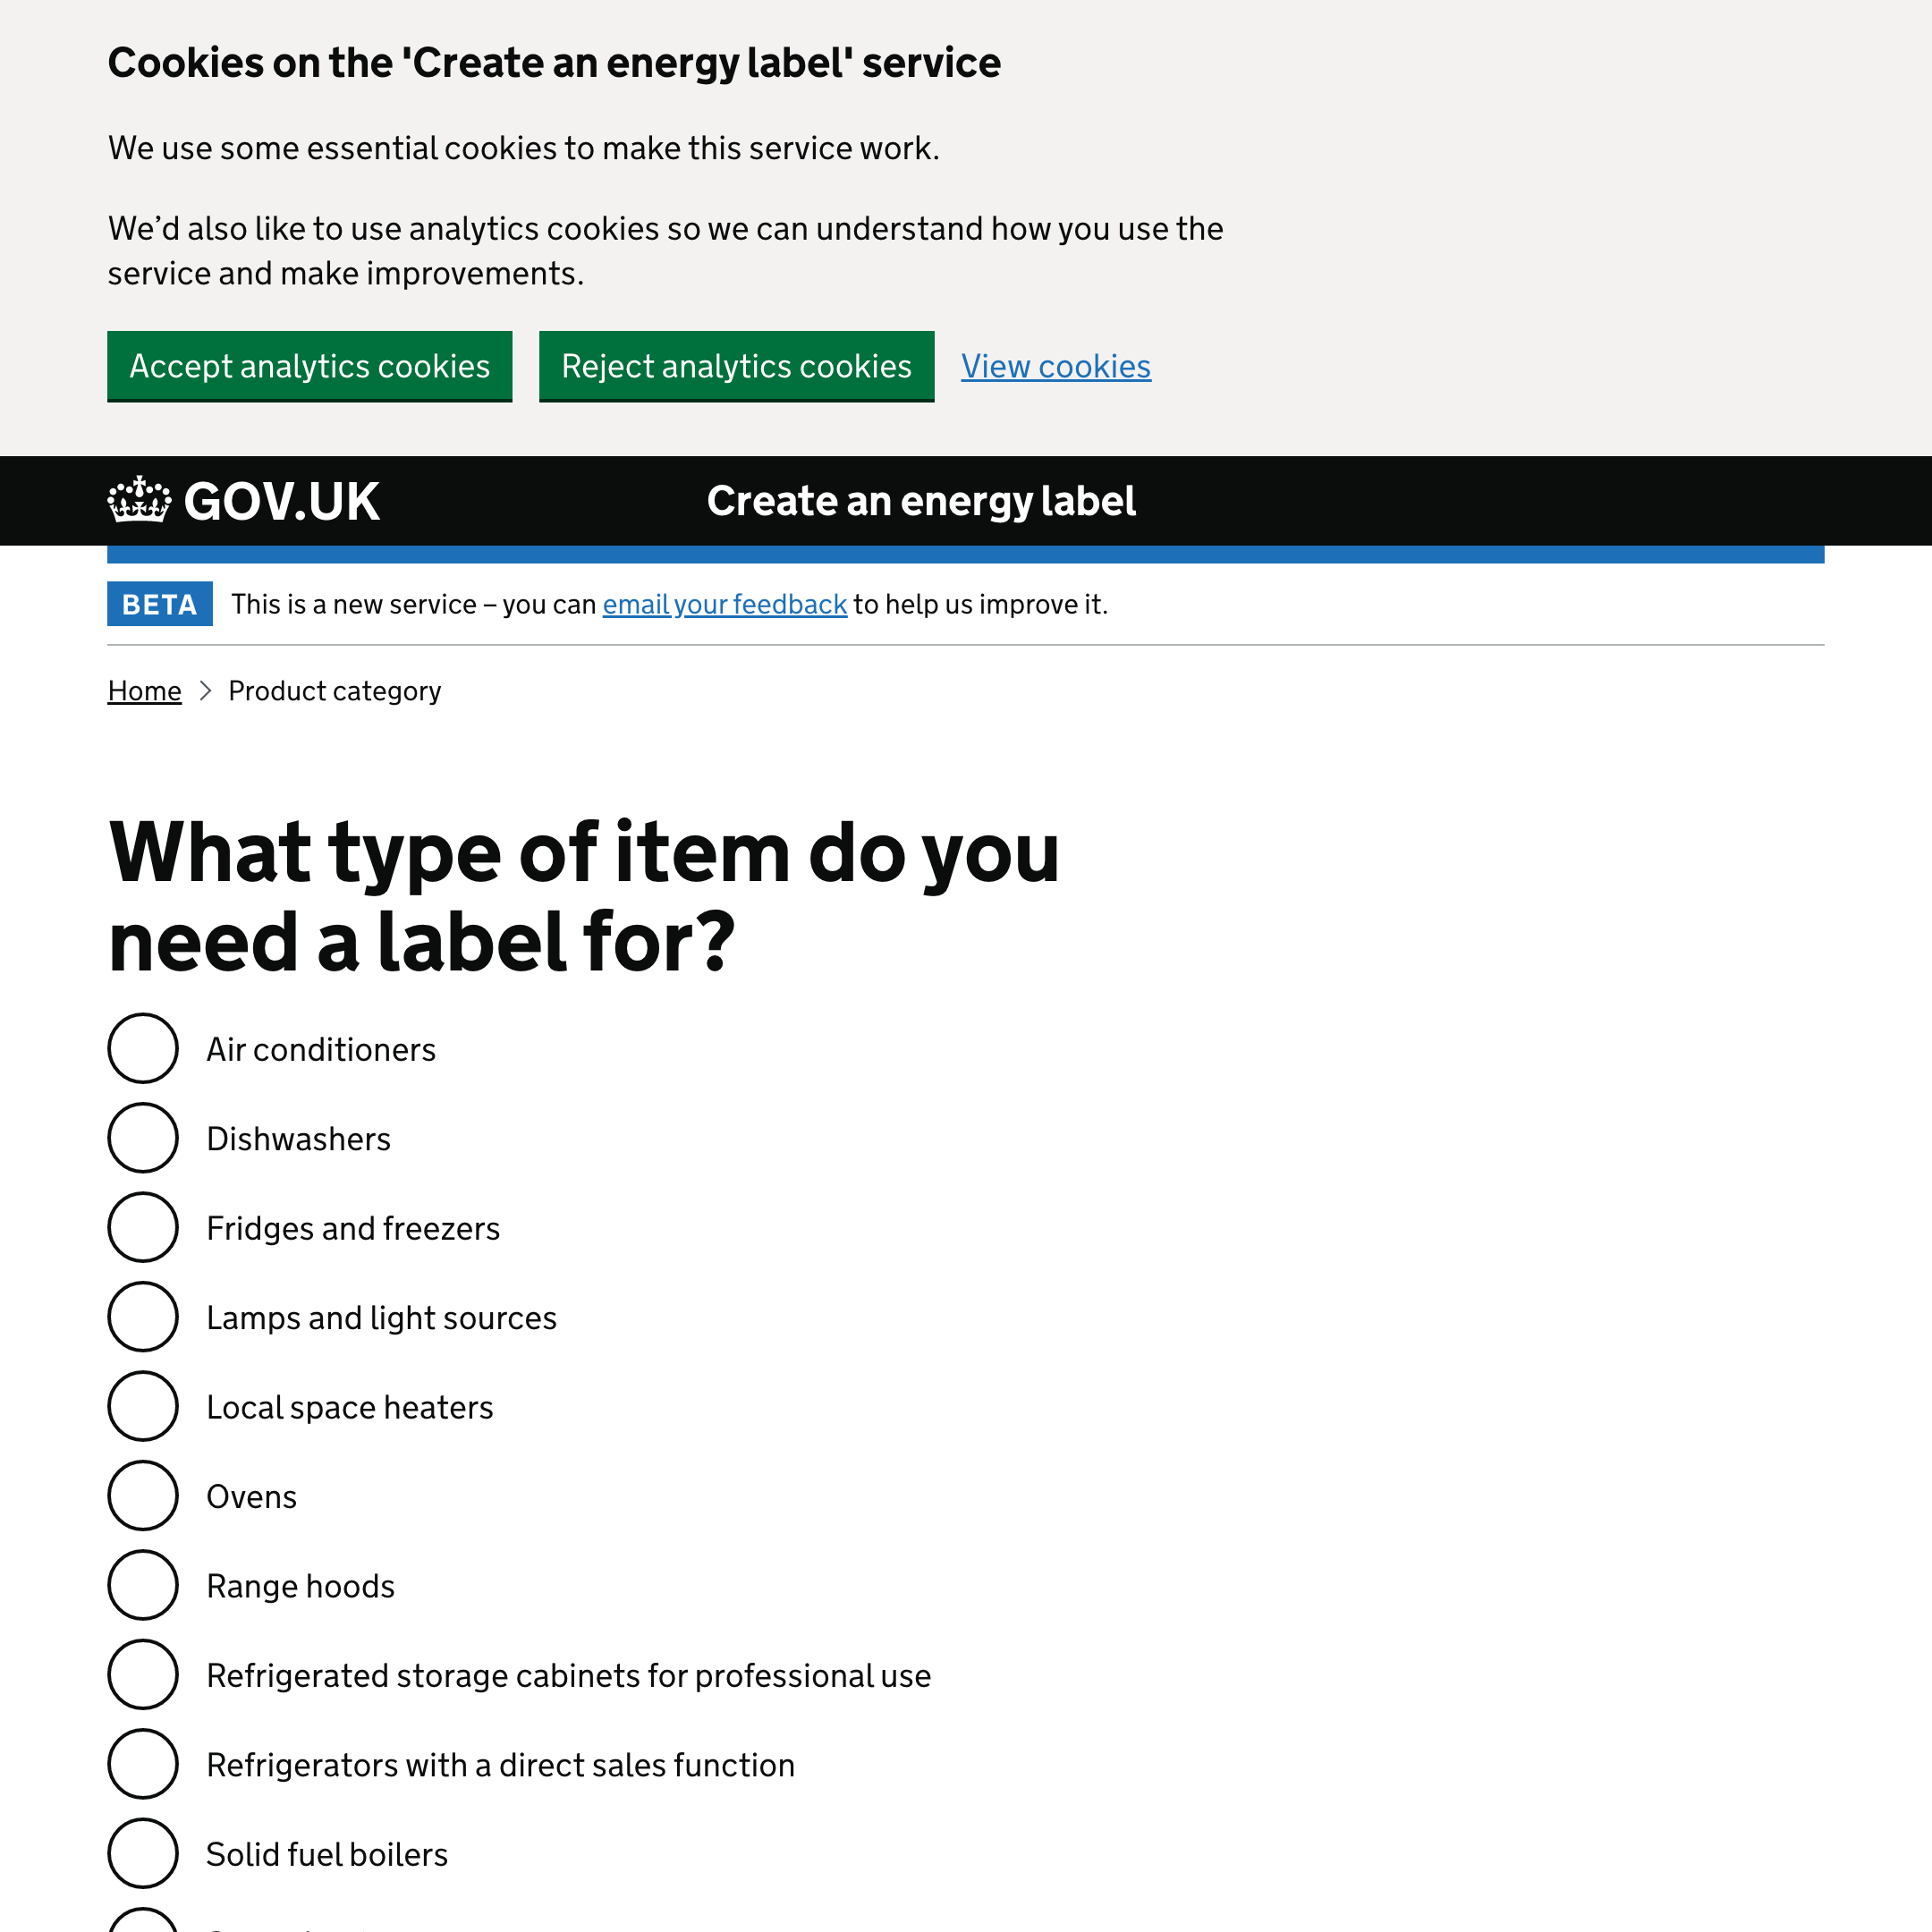 Cookies on the 'Create an energy label' service
We use some essential cookies to make this service work.
We’d also like to use analytics cookies so we can understand how you use the
service and make improvements.
Accept analytics cookies Reject analytics cookies View cookies
GOV.UK Create an energy label
BETA This is a new service – you can email your feedback to help us improve it.
Home Product category
What type of item do you
need a label for?
Air conditioners
Dishwashers
Fridges and freezers
Lamps and light sources
Local space heaters
Ovens
Range hoods
Refrigerated storage cabinets for professional use
Refrigerators with a direct sales function
Solid fuel boilers